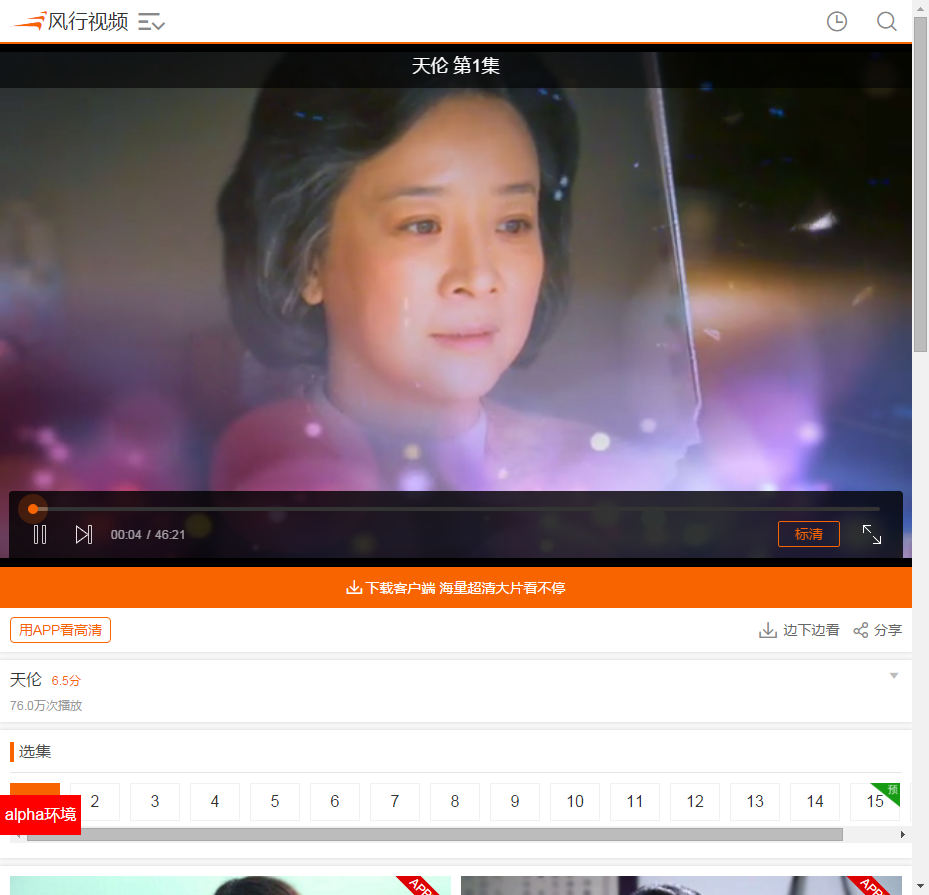 风行视频
天伦 第1集
00:04 / 46:21
标清
下载客户端 海量超清大片看不停
用APP看高清
边下边看
分享
天伦 6.5分
76.0万次播放
选集
2 3 4 5 6 7 8 9 10 11 12 13 14 15 预
alpha环境
APP
APP